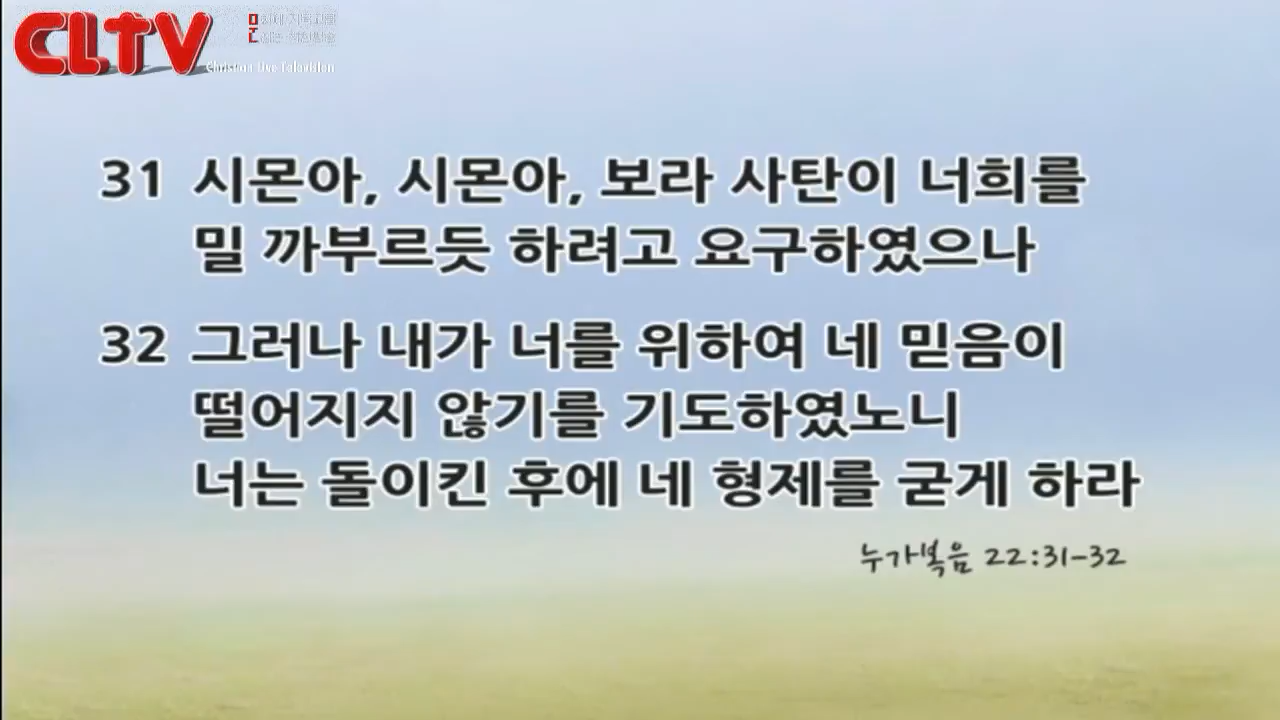 CLTV
Christian Live Television
31 시몬아, 시몬아, 보라 사탄이 너희를
밀 까부르듯 하려고 요구하였으나
32 그러나 내가 너를 위하여 네 믿음이
떨어지지 않기를 기도하였노니
너는 돌이킨 후에 네 형제를 굳게 하라
누가복음 22:31-32